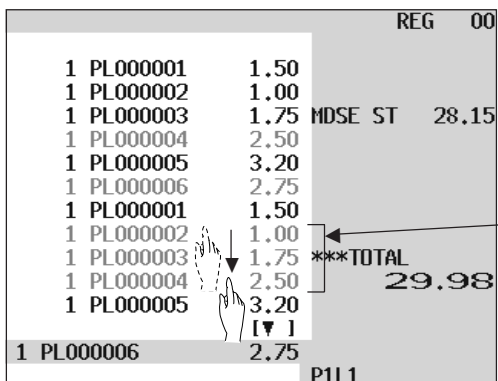 REG 00
1 PL000001 1.50
1 PL000002 1.00
1 PL000003 1.75 MDSE ST 28.15
1 PL000004 2.50
1 PL000005 3.20
1 PL000006 2.75
1 PL000001 1.50
1 PL000002 1.00
1 PL000003 1.75 ***TOTAL
1 PL000004 2.50 29.98
1 PL000005 3.20
[▼ ]
1 PL000006 2.75
P1L1